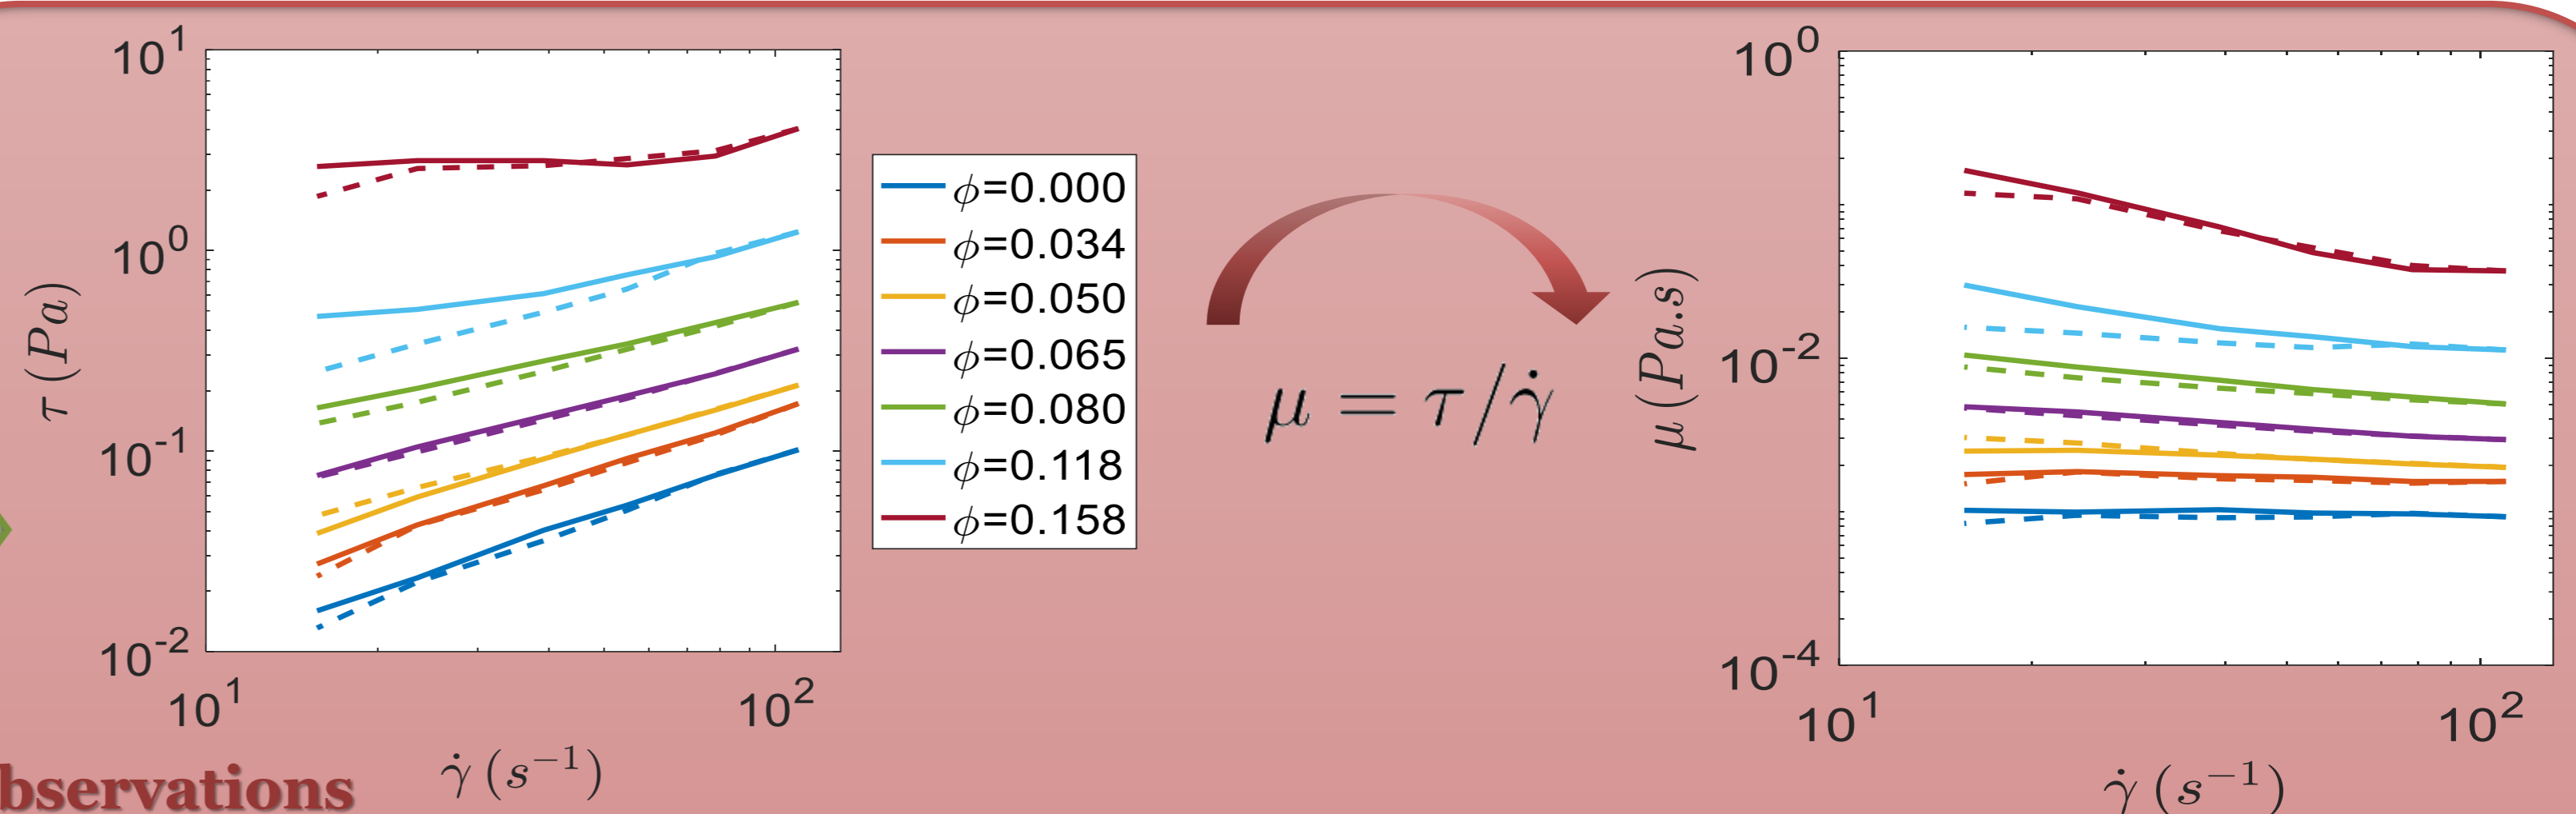 10^1
10^0
10^-1
10^-2
τ (Pa)
10^1
10^2
γ̇ (s^−1)
ϕ=0.000
ϕ=0.034
ϕ=0.050
ϕ=0.065
ϕ=0.080
ϕ=0.118
ϕ=0.158
μ = τ/γ̇
10^0
10^-2
10^-4
μ (Pa.s)
10^1
10^2
γ̇ (s^−1)
bservations